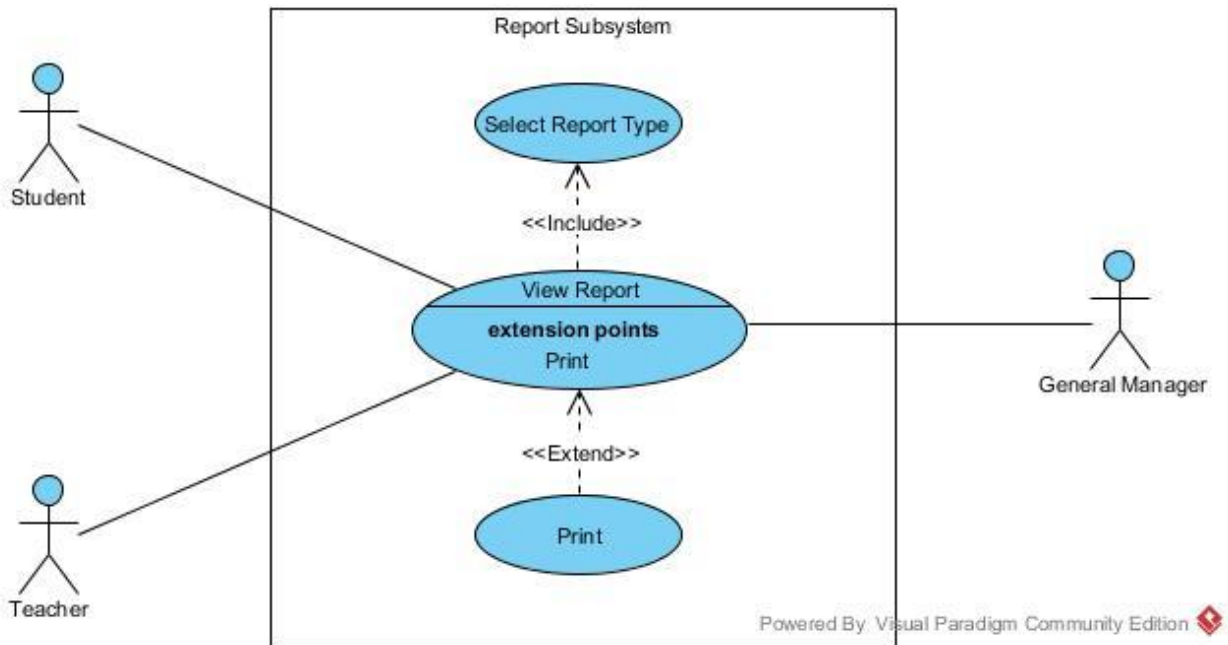 Report Subsystem
Select Report Type
Student
<<Include>>
View Report
extension points
Print
General Manager
<<Extend>>
Print
Teacher
Powered By Visual Paradigm Community Edition